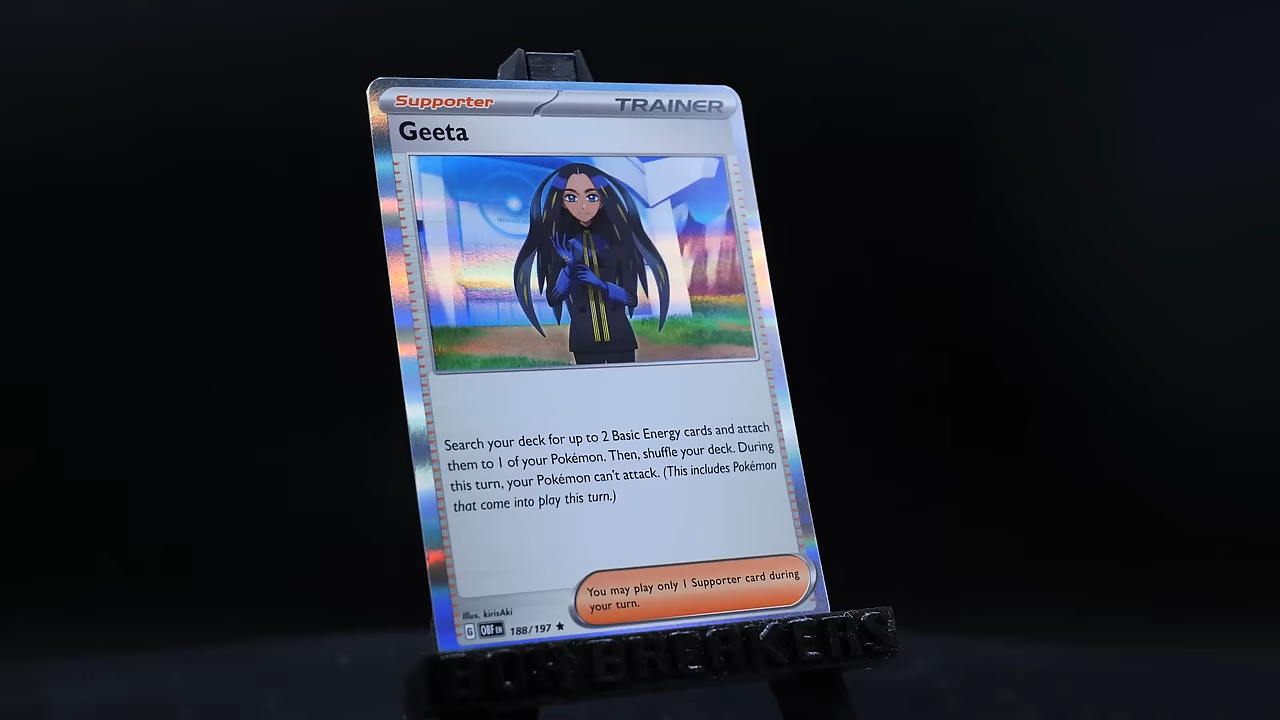 Supporter TRAINER
Geeta
Search your deck for up to 2 Basic Energy cards and attach
them to 1 of your Pokémon. Then, shuffle your deck. During
this turn, your Pokémon can't attack. (This includes Pokémon
that come into play this turn.)
You may play only 1 Supporter card during
your turn.
Illus. kirisAki
G OBF EN 188/197
BREAKERS